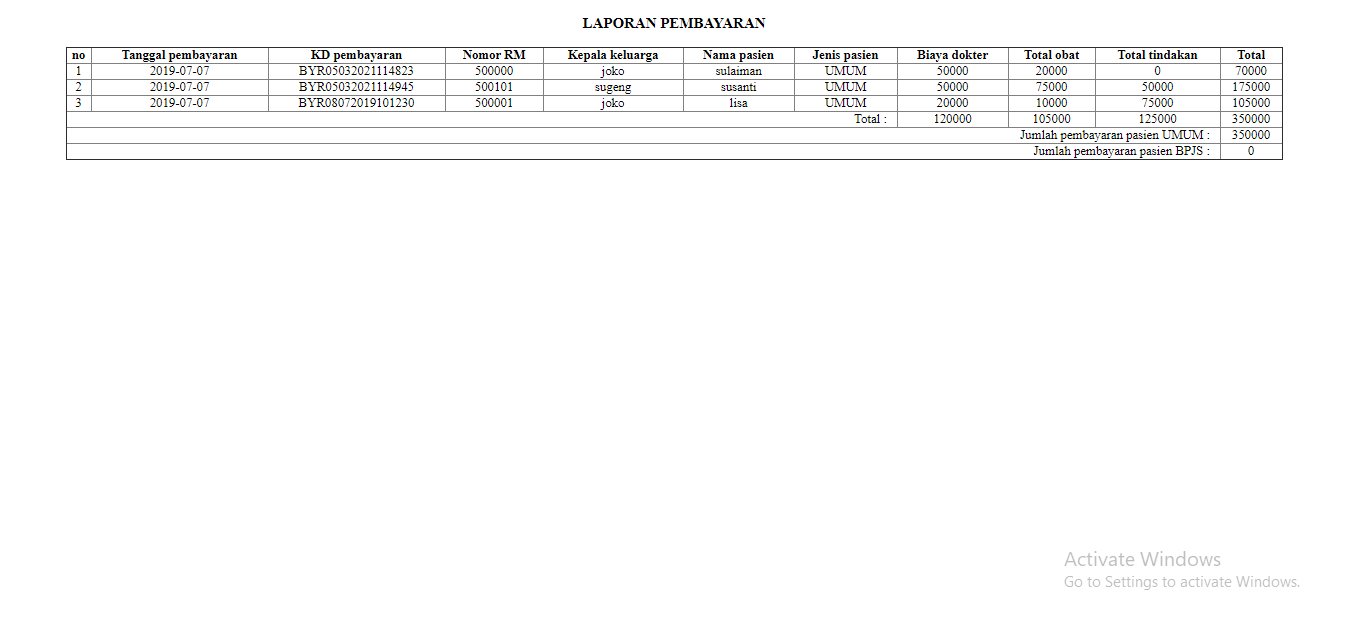 LAPORAN PEMBAYARAN
no Tanggal pembayaran KD pembayaran Nomor RM Kepala keluarga Nama pasien Jenis pasien Biaya dokter Total obat Total tindakan Total
1 2019-07-07 BYR05032021114823 500000 joko sulaiman UMUM 50000 20000 0 70000
2 2019-07-07 BYR05032021114945 500101 sugeng susanti UMUM 50000 75000 50000 175000
3 2019-07-07 BYR08072019101230 500001 joko lisa UMUM 20000 10000 75000 105000
Total : 120000 105000 125000 350000
Jumlah pembayaran pasien UMUM : 350000
Jumlah pembayaran pasien BPJS : 0
Activate Windows
Go to Settings to activate Windows.